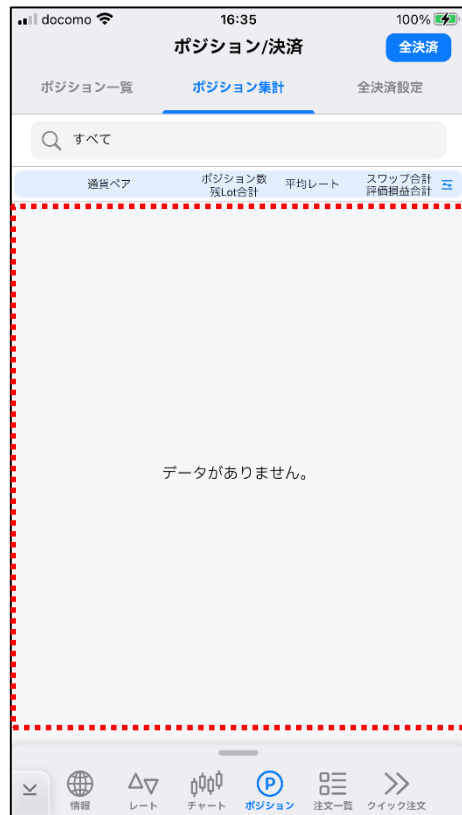 docomo 16:35 100%
ポジション/決済 全決済
ポジション一覧 ポジション集計 全決済設定
すべて
通貨ペア ポジション数 残Lot合計 平均レート スワップ合計 評価損益合計
データがありません。
P
情報 レート チャート ポジション 注文一覧 クイック注文